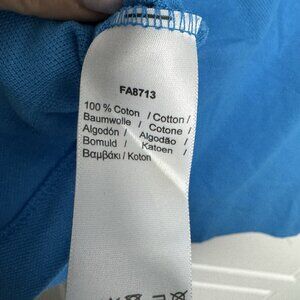 FA8713
100 % Coton / Cotton /
Baumwolle / Cotone /
Algodón / Algodão /
Bomuld / Katoen /
Βαμβάκι / Koton